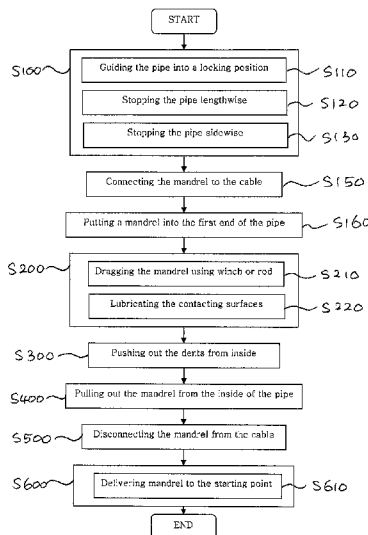 START
S100
Guiding the pipe into a locking position
S110
Stopping the pipe lengthwise
S120
Stopping the pipe sidewise
S130
Connecting the mandrel to the cable
S150
Putting a mandrel into the first end of the pipe
S160
S200
Dragging the mandrel using winch or rod
S210
Lubricating the contacting surfaces
S220
S300
Pushing out the dents from inside
S400
Pulling out the mandrel from the inside of the pipe
S500
Disconnecting the mandrel from the cable
S600
Delivering mandrel to the starting point
S610
END